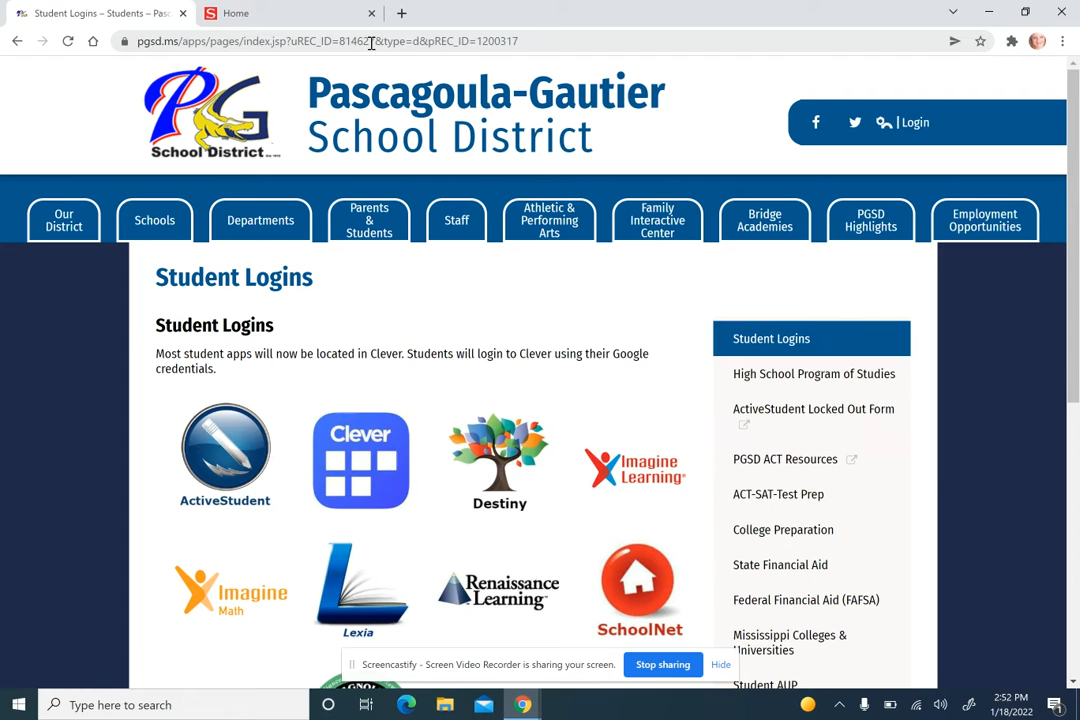 Student Logins – Students – Pas
Home
pgsd.ms/apps/pages/index.jsp?uREC_ID=81462 &type=d&pREC_ID=1200317
PG
School District
Pascagoula-Gautier
School District
Login
Our
District
Schools
Departments
Parents
&
Students
Staff
Athletic &
Performing
Arts
Family
Interactive
Center
Bridge
Academies
PGSD
Highlights
Employment
Opportunities
Student Logins
Student Logins
Most student apps will now be located in Clever. Students will login to Clever using their Google
credentials.
ActiveStudent
Clever
Destiny
Imagine
Learning
Imagine
Math
Lexia
Renaissance
Learning™
SchoolNet
Student Logins
High School Program of Studies
ActiveStudent Locked Out Form
PGSD ACT Resources
ACT-SAT-Test Prep
College Preparation
State Financial Aid
Federal Financial Aid (FAFSA)
Mississippi Colleges &
Universities
Student AUP
Screencastify - Screen Video Recorder is sharing your screen.
Stop sharing
Hide
Type here to search
2:52 PM
1/18/2022